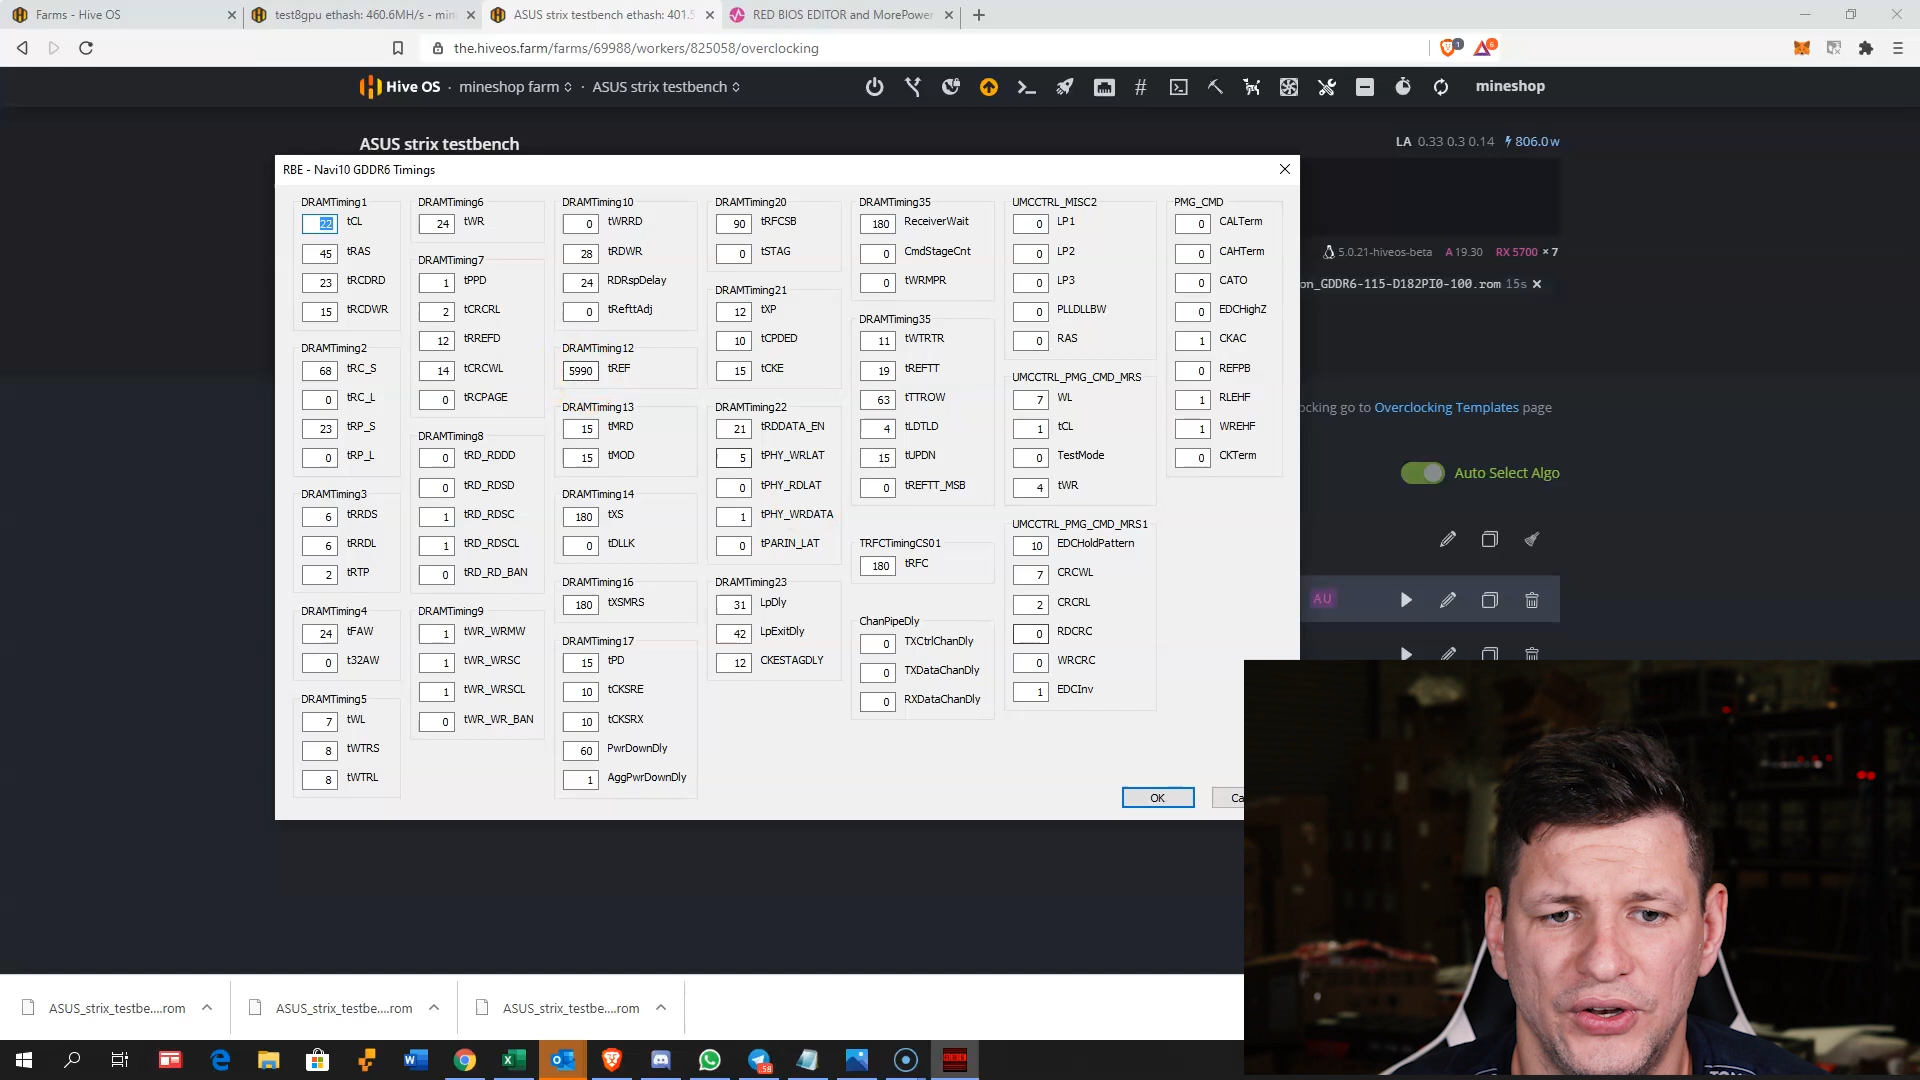 Farms - Hive OS
test8gpu ethash: 460.6MH/s - min
ASUS strix testbench ethash: 401.5
RED BIOS EDITOR and MorePower
the.hiveos.farm/farms/69988/workers/825058/overclocking
1
6
Hive OS · mineshop farm · ASUS strix testbench
mineshop
ASUS strix testbench
LA 0.33 0.3 0.14 806.0w
5.0.21-hiveos-beta A 19.30 RX 5700 × 7
on_GDDR6-115-D182PI0-100.rom 15s ×
ocking go to Overclocking Templates page
Auto Select Algo
AU
RBE - Navi10 GDDR6 Timings
DRAMTiming1
22 tCL
45 tRAS
23 tRCDRD
15 tRCDWR
DRAMTiming2
68 tRC_S
0 tRC_L
23 tRP_S
0 tRP_L
DRAMTiming3
6 tRRDS
6 tRRDL
2 tRTP
DRAMTiming4
24 tFAW
0 t32AW
DRAMTiming5
7 tWL
8 tWTRS
8 tWTRL
DRAMTiming6
24 tWR
DRAMTiming7
1 tPPD
2 tCRCRL
12 tRREFD
14 tCRCWL
0 tRCPAGE
DRAMTiming8
0 tRD_RDDD
0 tRD_RDSD
1 tRD_RDSC
1 tRD_RDSCL
0 tRD_RD_BAN
DRAMTiming9
1 tWR_WRMW
1 tWR_WRSC
1 tWR_WRSCL
0 tWR_WR_BAN
DRAMTiming10
0 tWRRD
28 tRDWR
24 RDRspDelay
0 tRefttAdj
DRAMTiming12
5990 tREF
DRAMTiming13
15 tMRD
15 tMOD
DRAMTiming14
180 tXS
0 tDLLK
DRAMTiming16
180 tXSMRS
DRAMTiming17
15 tPD
10 tCKSRE
10 tCKSRX
60 PwrDownDly
1 AggPwrDownDly
DRAMTiming20
90 tRFCSB
0 tSTAG
DRAMTiming21
12 tXP
10 tCPDED
15 tCKE
DRAMTiming22
21 tRDDATA_EN
5 tPHY_WRLAT
0 tPHY_RDLAT
1 tPHY_WRDATA
0 tPARIN_LAT
DRAMTiming23
31 LpDly
42 LpExitDly
12 CKESTAGDLY
DRAMTiming35
180 ReceiverWait
0 CmdStageCnt
0 tWRMPR
DRAMTiming35
11 tWTRTR
19 tREFTT
63 tTTROW
4 tLDTLD
15 tUPDN
0 tREFTT_MSB
TRFCTimingCS01
180 tRFC
ChanPipeDly
0 TXCtrlChanDly
0 TXDataChanDly
0 RXDataChanDly
UMCCTRL_MISC2
0 LP1
0 LP2
0 LP3
0 PLLDLLBW
0 RAS
UMCCTRL_PMG_CMD_MRS
7 WL
1 tCL
0 TestMode
4 tWR
UMCCTRL_PMG_CMD_MRS1
10 EDCHoldPattern
7 CRCWL
2 CRCRL
0 RDCRC
0 WRCRC
1 EDCInv
PMG_CMD
0 CALTerm
0 CAHTerm
0 CATO
0 EDCHighZ
1 CKAC
0 REFPB
1 RLEHF
1 WREHF
0 CKTerm
OK
Ca
ASUS_strix_testbe....rom
ASUS_strix_testbe....rom
ASUS_strix_testbe....rom
58